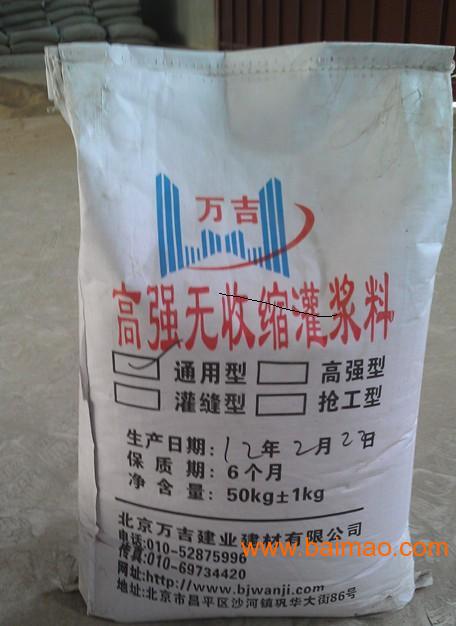 万吉
高强无收缩灌浆料
通用型 高强型
灌缝型 抢工型
生产日期：12年2月22日
保质期：6个月
净含量：50kg±1kg
北京万吉建业建材有限公司
电话:010-52875996
传真:010-69734420
网址:http://www.bjwanji.com
地址:北京市昌平区沙河镇巩华大街86号
www.baimao.com